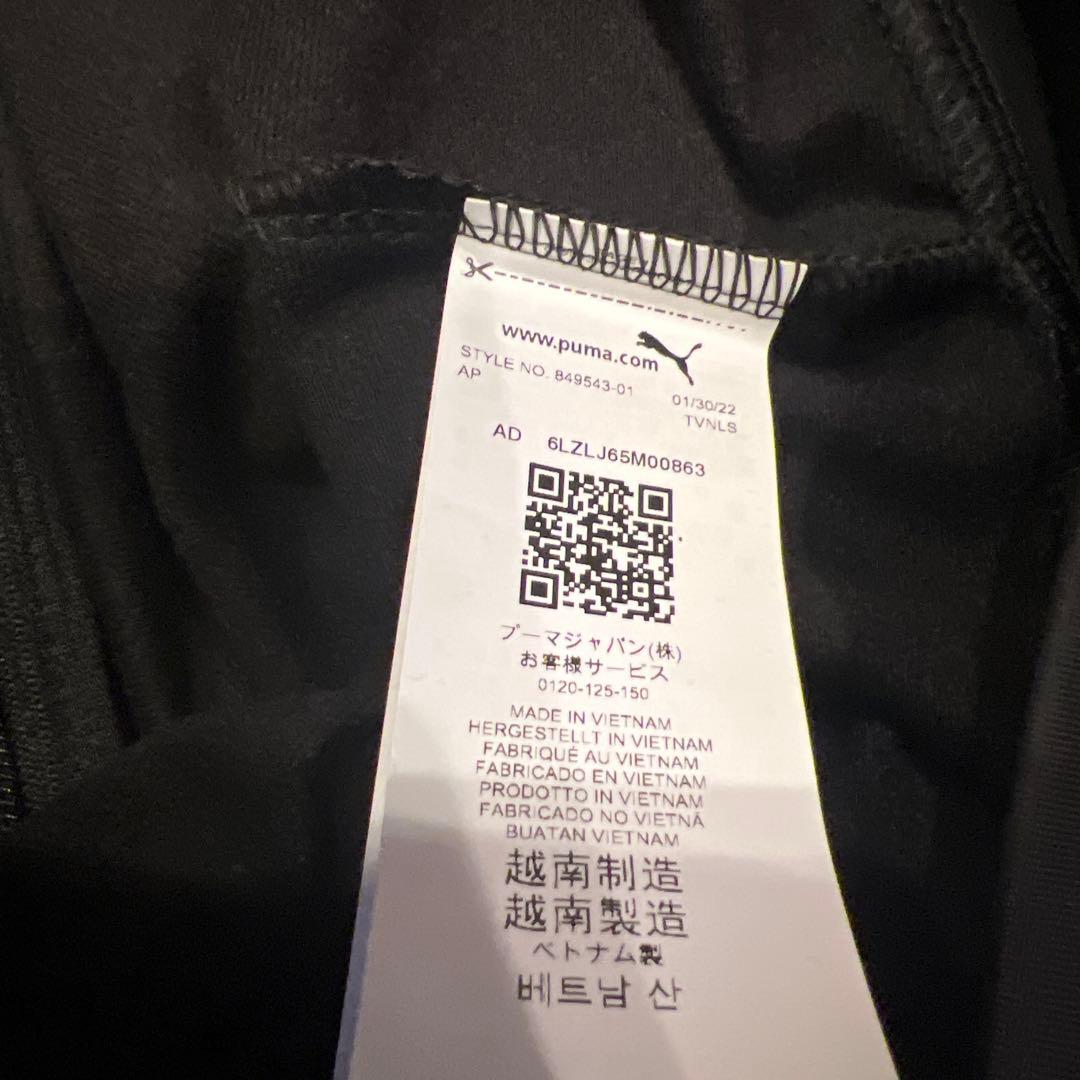 www.puma.com
STYLE NO. 849543-01 01/30/22
AP TVNLS
AD 6LZLJ65M00863
プーマジャパン(株)
お客様サービス
0120-125-150
MADE IN VIETNAM
HERGESTELLT IN VIETNAM
FABRIQUÉ AU VIETNAM
FABRICADO EN VIETNAM
PRODOTTO IN VIETNAM
FABRICADO NO VIETNÃ
BUATAN VIETNAM
越南制造
越南製造
ベトナム製
베트남 산